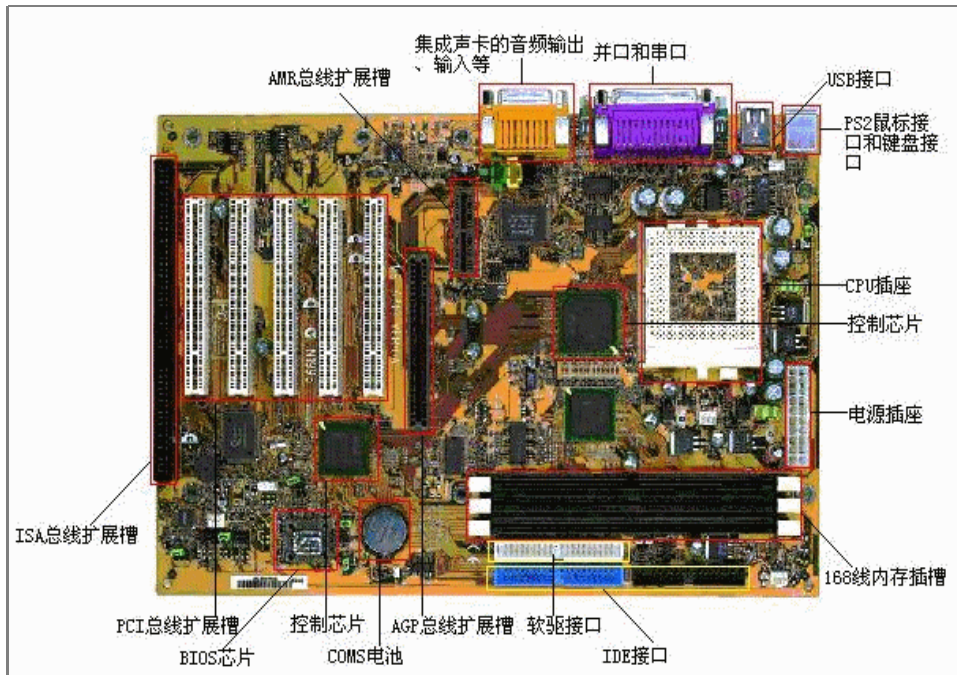 集成声卡的音频输出
、输入等
并口和串口
AMR总线扩展槽
USB接口
PS2鼠标接
口和键盘接
口
CPU插座
控制芯片
电源插座
ISA总线扩展槽
168线内存插槽
PCI总线扩展槽
控制芯片
AGP总线扩展槽
软驱接口
BIOS芯片
COMS电池
IDE接口